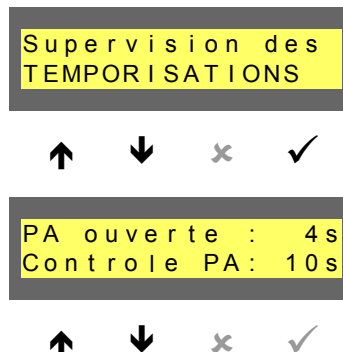 Supervision des
TEMPORISATIONS
PA ouverte : 4s
Controle PA: 10s